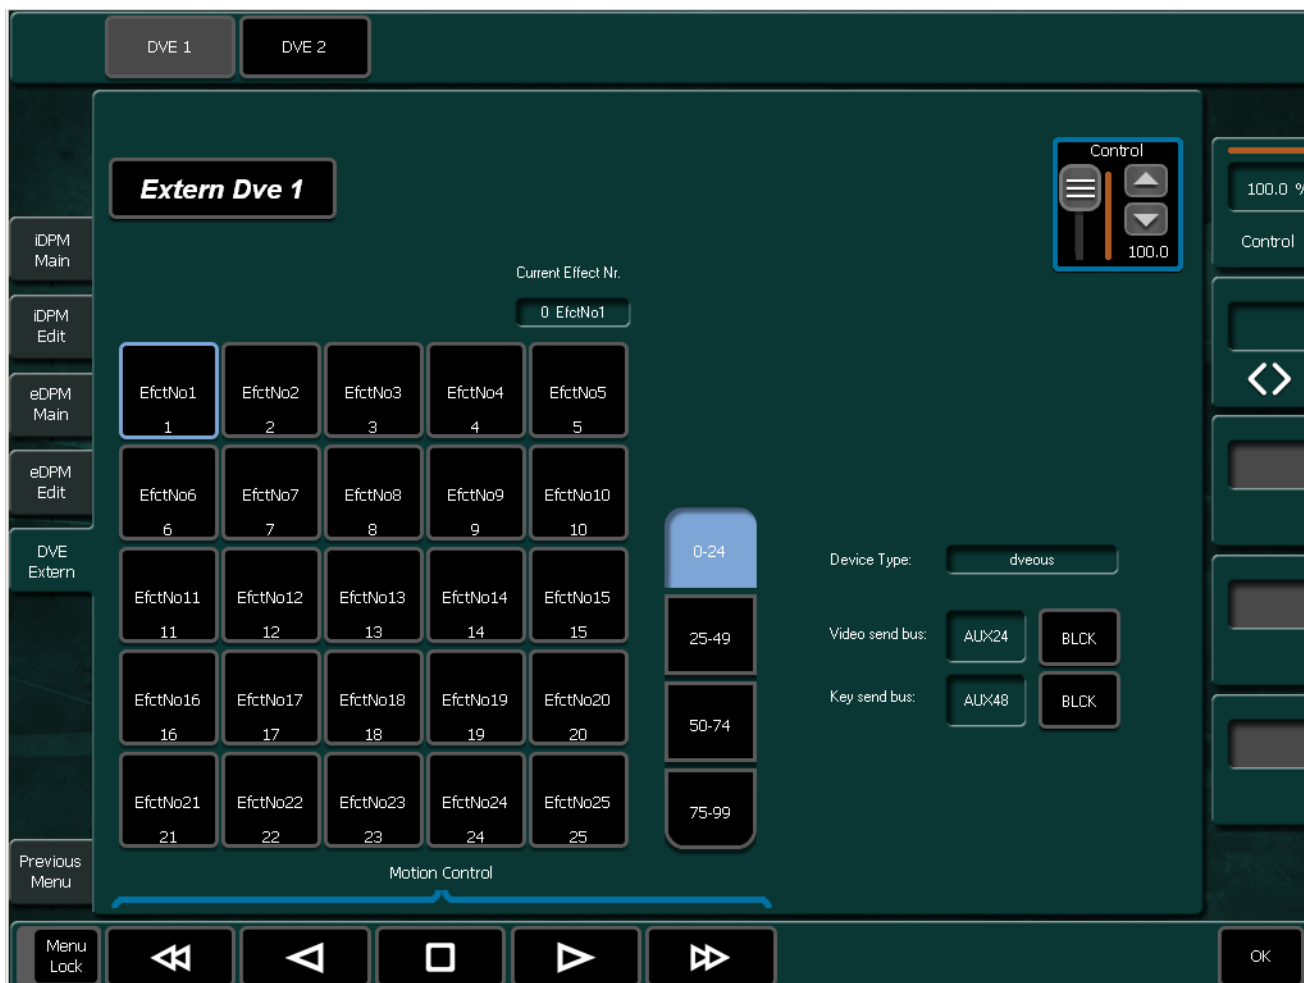 DVE 1
DVE 2
Extern Dve 1
Control
100.0
100.0 %
Control
iDPM
Main
iDPM
Edit
eDPM
Main
eDPM
Edit
DVE
Extern
Previous
Menu
Current Effect Nr.
0 EfctNo1
EfctNo1
1
EfctNo2
2
EfctNo3
3
EfctNo4
4
EfctNo5
5
EfctNo6
6
EfctNo7
7
EfctNo8
8
EfctNo9
9
EfctNo10
10
EfctNo11
11
EfctNo12
12
EfctNo13
13
EfctNo14
14
EfctNo15
15
EfctNo16
16
EfctNo17
17
EfctNo18
18
EfctNo19
19
EfctNo20
20
EfctNo21
21
EfctNo22
22
EfctNo23
23
EfctNo24
24
EfctNo25
25
0-24
25-49
50-74
75-99
Device Type: dveous
Video send bus: AUX24 BLCK
Key send bus: AUX48 BLCK
Motion Control
Menu
Lock
OK